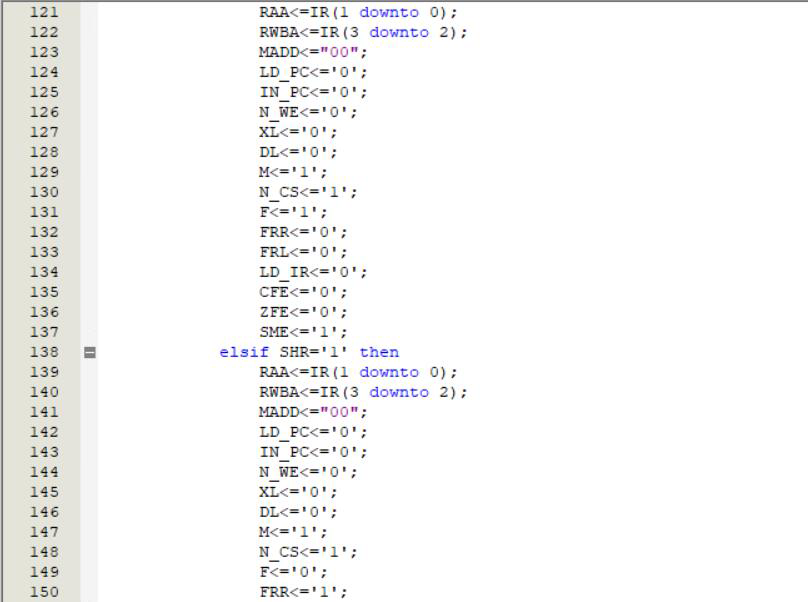 121 RAA<=IR(1 downto 0);
122 RWBA<=IR(3 downto 2);
123 MADD<="00";
124 LD_PC<='0';
125 IN_PC<='0';
126 N_WE<='0';
127 XL<='0';
128 DL<='0';
129 M<='1';
130 N_CS<='1';
131 F<='1';
132 FRR<='0';
133 FRL<='0';
134 LD_IR<='0';
135 CFE<='0';
136 ZFE<='0';
137 SME<='1';
138 elsif SHR='1' then
139 RAA<=IR(1 downto 0);
140 RWBA<=IR(3 downto 2);
141 MADD<="00";
142 LD_PC<='0';
143 IN_PC<='0';
144 N_WE<='0';
145 XL<='0';
146 DL<='0';
147 M<='1';
148 N_CS<='1';
149 F<='0';
150 FRR<='1';